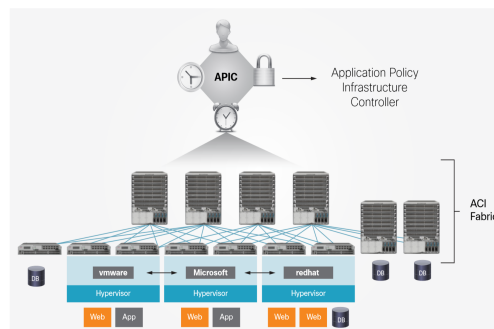 APIC
Application Policy
Infrastructure
Controller
ACI
Fabric
DB
vmware
Microsoft
redhat
DB
DB
Hypervisor
Hypervisor
Hypervisor
Web
App
Web
App
Web
Web
DB